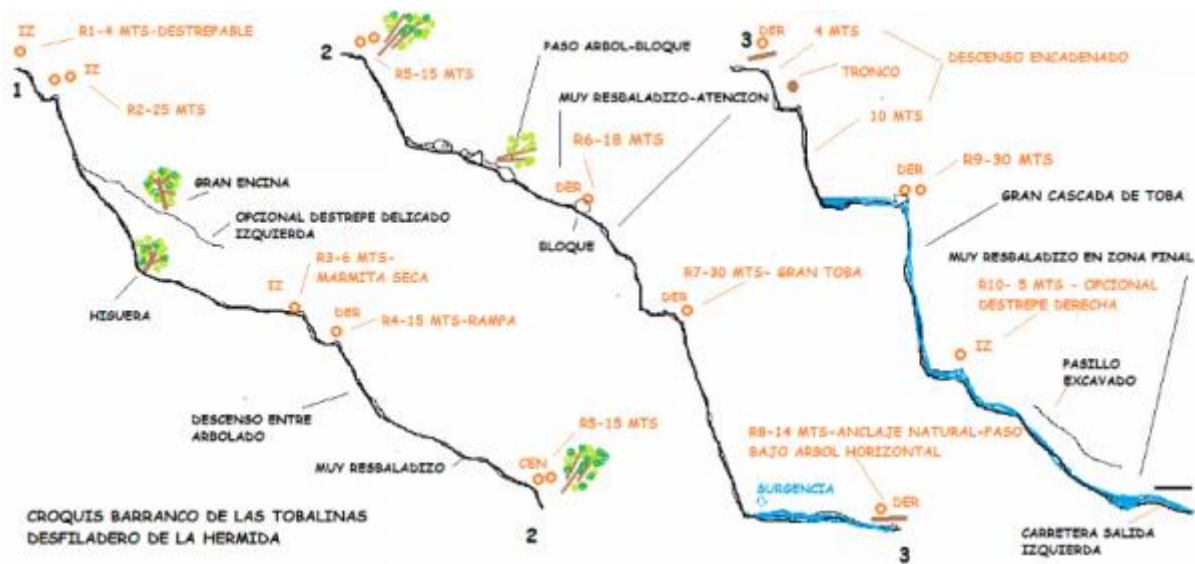 R1-4 MTS-DESTREPABLE
IZ
1
IZ
R2-25 MTS
GRAN ENCINA
OPCIONAL DESTREPE DELICADO
IZQUIERDA
HIGUERA
R3-6 MTS-
MARMITA SECA
IZ
DER
R4-15 MTS-RAMPA
DESCENSO ENTRE
ARBOLADO
MUY RESBALADIZO
R5-15 MTS
CEN
2
CROQUIS BARRANCO DE LAS TOBALINAS
DESFILADERO DE LA HERMIDA
2
R5-15 MTS
PASO ARBOL-BLOQUE
MUY RESBALADIZO-ATENCION
R6-18 MTS
DER
BLOQUE
R7-30 MTS- GRAN TOBA
DER
R8-14 MTS-ANCLAJE NATURAL-PASO
BAJO ARBOL HORIZONTAL
SURGENCIA
DER
3
3
DER
4 MTS
DESCENSO ENCADENADO
TRONCO
10 MTS
R9-30 MTS
DER
GRAN CASCADA DE TOBA
MUY RESBALADIZO EN ZONA FINAL
R10- 5 MTS - OPCIONAL
DESTREPE DERECHA
IZ
PASILLO
EXCAVADO
CARRETERA SALIDA
IZQUIERDA